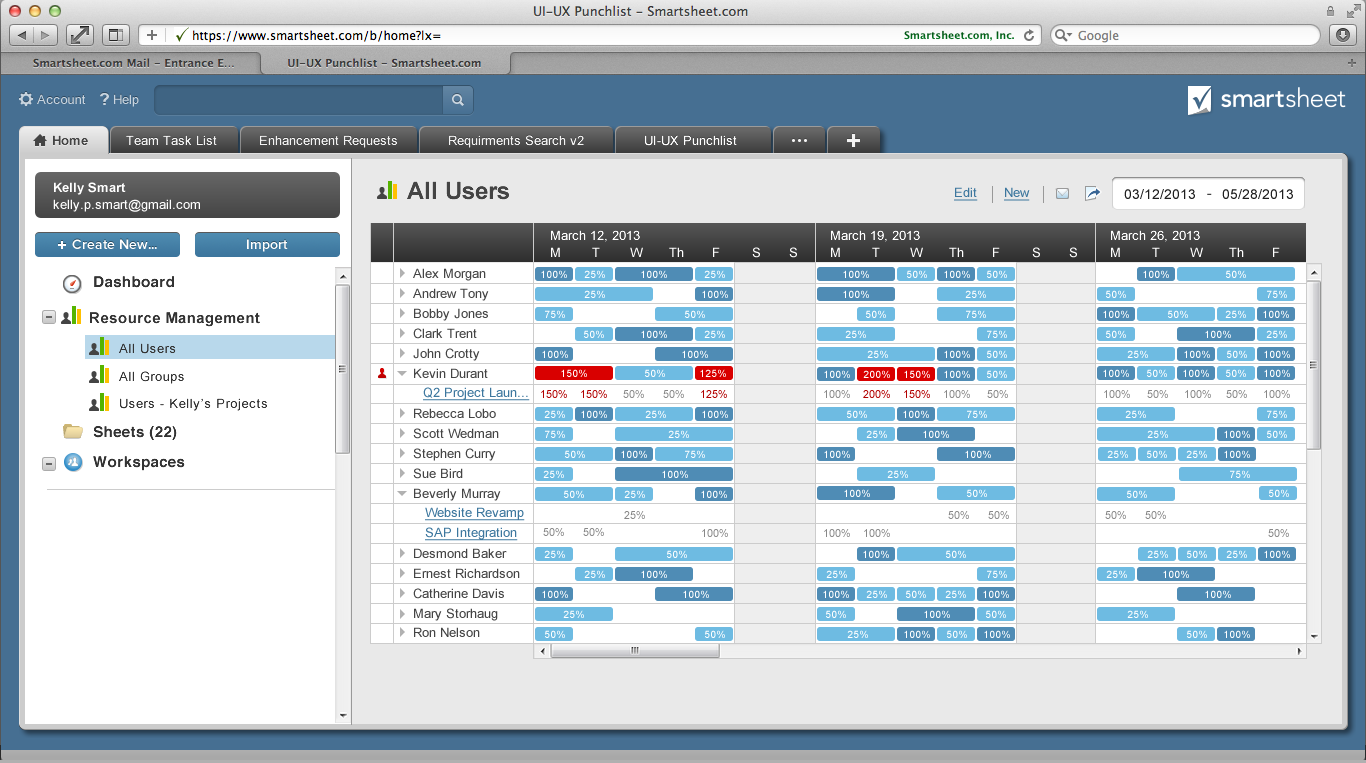 UI-UX Punchlist – Smartsheet.com
https://www.smartsheet.com/b/home?lx= Smartsheet.com, Inc. Google
Smartsheet.com Mail – Entrance E... UI-UX Punchlist – Smartsheet.com
Account ? Help smartsheet
Home Team Task List Enhancement Requests Requirments Search v2 UI-UX Punchlist ... +
Kelly Smart
kelly.p.smart@gmail.com
+ Create New... Import
Dashboard
Resource Management
All Users
All Groups
Users - Kelly's Projects
Sheets (22)
Workspaces
All Users Edit New 03/12/2013 - 05/28/2013
March 12, 2013 March 19, 2013 March 26, 2013
M T W Th F S S M T W Th F S S M T W Th F
Alex Morgan 100% 25% 100% 25% 100% 50% 100% 50% 100% 50%
Andrew Tony 25% 100% 100% 25% 50% 75%
Bobby Jones 75% 50% 50% 75% 100% 50% 25% 100%
Clark Trent 50% 100% 25% 25% 75% 50% 100% 25%
John Crotty 100% 100% 25% 100% 50% 25% 100% 50% 100%
Kevin Durant 150% 50% 125% 100% 200% 150% 100% 50% 100% 50% 100% 50% 100%
Q2 Project Laun... 150% 150% 50% 50% 125% 100% 200% 150% 100% 50% 100% 50% 100% 50% 100%
Rebecca Lobo 25% 100% 25% 100% 50% 100% 75% 25% 75%
Scott Wedman 75% 25% 25% 100% 25% 100% 50%
Stephen Curry 50% 100% 75% 100% 100% 25% 50% 25% 100%
Sue Bird 25% 100% 25% 75%
Beverly Murray 50% 25% 100% 100% 50% 50% 50%
Website Revamp 25% 50% 50% 50% 50%
SAP Integration 50% 50% 100% 100% 100% 50%
Desmond Baker 25% 50% 100% 50% 25% 50% 25% 100%
Ernest Richardson 25% 100% 25% 75% 25% 100%
Catherine Davis 100% 100% 100% 25% 50% 25% 100% 100%
Mary Storhaug 25% 50% 100% 50% 25%
Ron Nelson 50% 50% 25% 100% 50% 100% 50% 100%